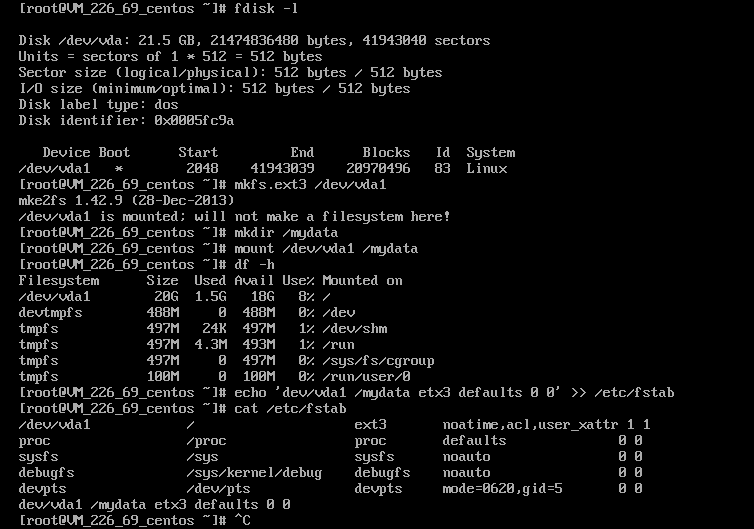 [root@VM_226_69_centos ~]# fdisk -l
Disk /dev/vda: 21.5 GB, 21474836480 bytes, 41943040 sectors
Units = sectors of 1 * 512 = 512 bytes
Sector size (logical/physical): 512 bytes / 512 bytes
I/O size (minimum/optimal): 512 bytes / 512 bytes
Disk label type: dos
Disk identifier: 0x0005fc9a
Device Boot Start End Blocks Id System
/dev/vda1 * 2048 41943039 20970496 83 Linux
[root@VM_226_69_centos ~]# mkfs.ext3 /dev/vda1
mke2fs 1.42.9 (28-Dec-2013)
/dev/vda1 is mounted; will not make a filesystem here!
[root@VM_226_69_centos ~]# mkdir /mydata
[root@VM_226_69_centos ~]# mount /dev/vda1 /mydata
[root@VM_226_69_centos ~]# df -h
Filesystem Size Used Avail Use% Mounted on
/dev/vda1 20G 1.5G 18G 8% /
devtmpfs 488M 0 488M 0% /dev
tmpfs 497M 24K 497M 1% /dev/shm
tmpfs 497M 4.3M 493M 1% /run
tmpfs 497M 0 497M 0% /sys/fs/cgroup
tmpfs 100M 0 100M 0% /run/user/0
[root@VM_226_69_centos ~]# echo 'dev/vda1 /mydata etx3 defaults 0 0' >> /etc/fstab
[root@VM_226_69_centos ~]# cat /etc/fstab
/dev/vda1 / ext3 noatime,acl,user_xattr 1 1
proc /proc proc defaults 0 0
sysfs /sys sysfs noauto 0 0
debugfs /sys/kernel/debug debugfs noauto 0 0
devpts /dev/pts devpts mode=0620,gid=5 0 0
dev/vda1 /mydata etx3 defaults 0 0
[root@VM_226_69_centos ~]# ^C